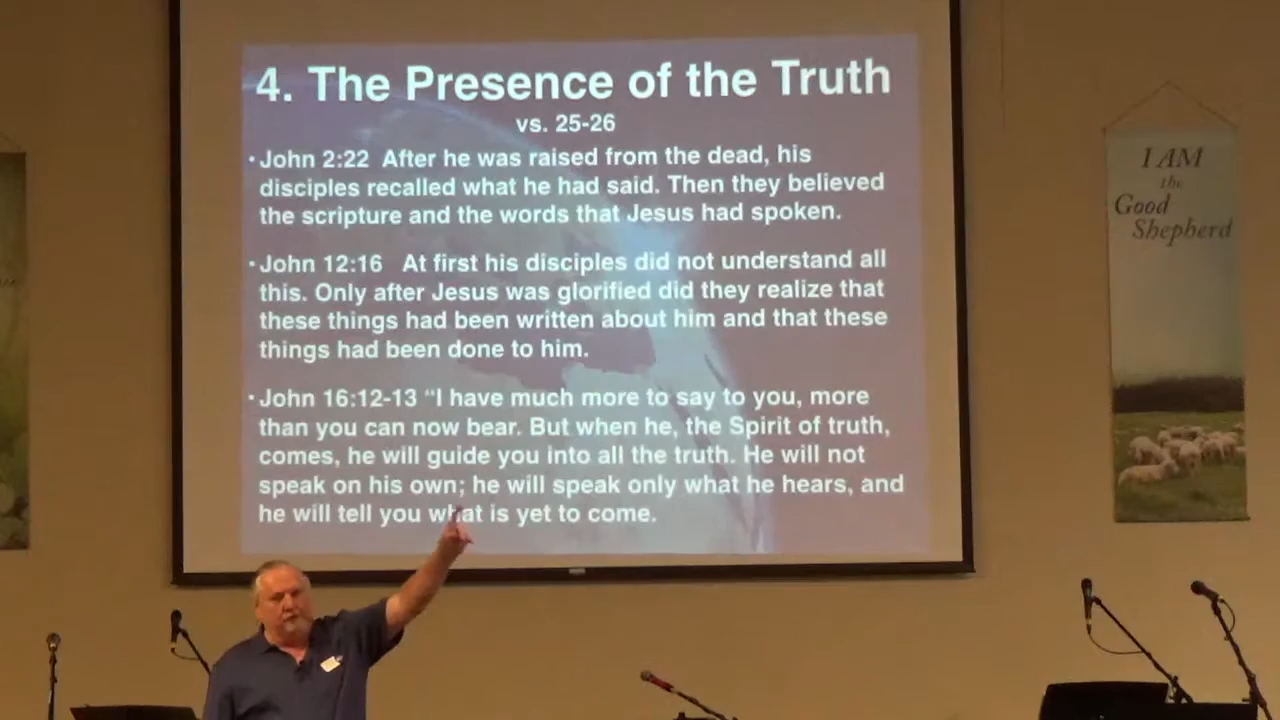 4. The Presence of the Truth
vs. 25-26
• John 2:22 After he was raised from the dead, his
disciples recalled what he had said. Then they believed
the scripture and the words that Jesus had spoken.
• John 12:16 At first his disciples did not understand all
this. Only after Jesus was glorified did they realize that
these things had been written about him and that these
things had been done to him.
• John 16:12-13 “I have much more to say to you, more
than you can now bear. But when he, the Spirit of truth,
comes, he will guide you into all the truth. He will not
speak on his own; he will speak only what he hears, and
he will tell you what is yet to come.
I AM
the
Good
Shepherd